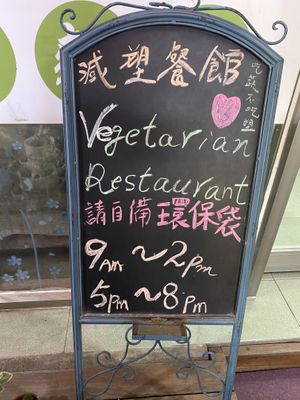 減塑餐館
吃蔬不吃塑
Vegetarian
Restaurant
請自備環保袋
9AM ~ 2pm
5pm ~ 8pm